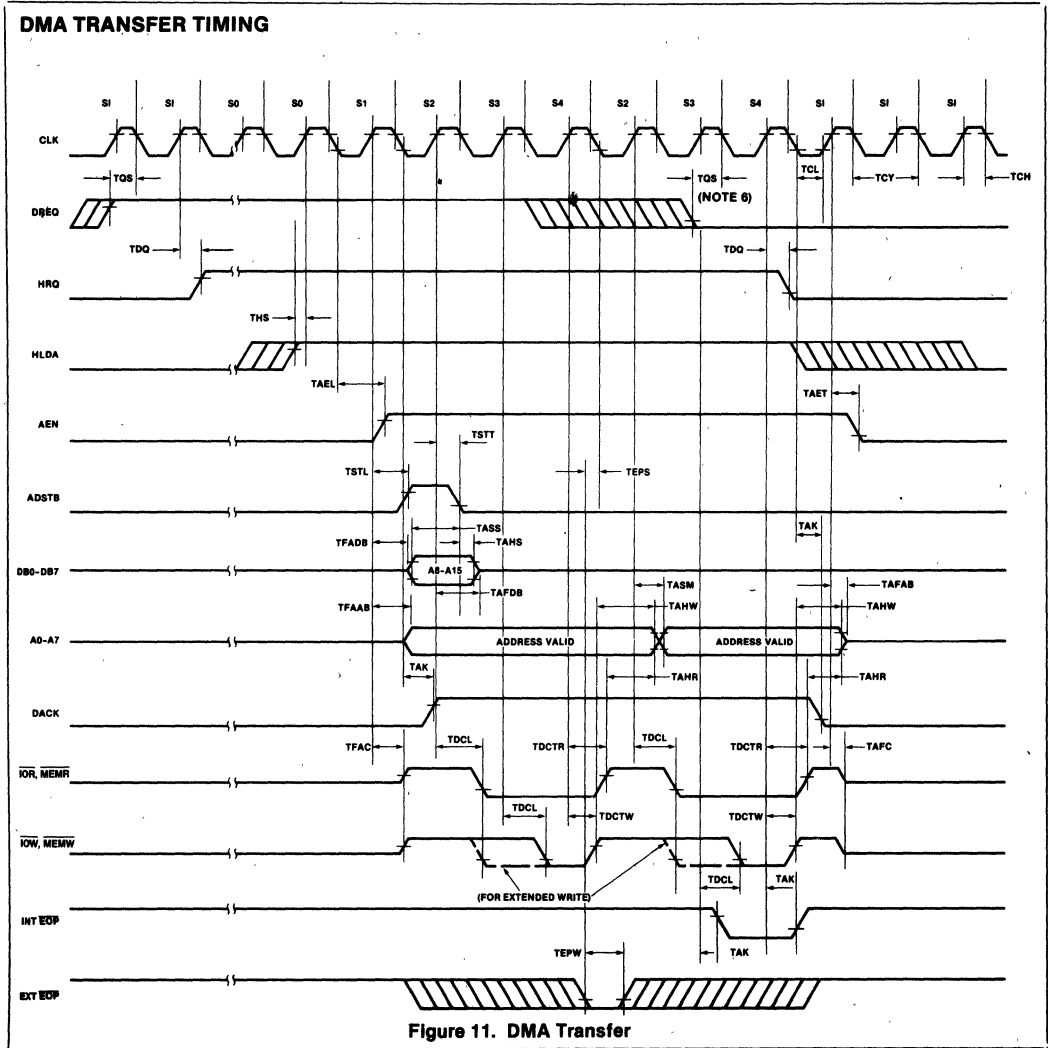 DMA TRANSFER TIMING
SI SI S0 S0 S1 S2 S3 S4 S2 S3 S4 SI SI SI
CLK
TQS TQS TCL TCY TCH
(NOTE 6)
DREQ
TDQ TDQ
HRQ
THS
HLDA
TAEL TAET
AEN
TSTT
TSTL TEPS
ADSTB
TASS TAK
TFADB TAHS
DB0-DB7 A8-A15
TAFDB TASM TAFAB
TFAAB TAHW TAHW
A0-A7 ADDRESS VALID ADDRESS VALID
TAK TAHR TAHR
DACK
TFAC TDCL TDCTR TDCL TDCTR TAFC
IOR, MEMR
TDCL TDCTW TDCTW
IOW, MEMW
TDCL TAK
(FOR EXTENDED WRITE)
INT EOP
TEPW TAK
EXT EOP
Figure 11. DMA Transfer